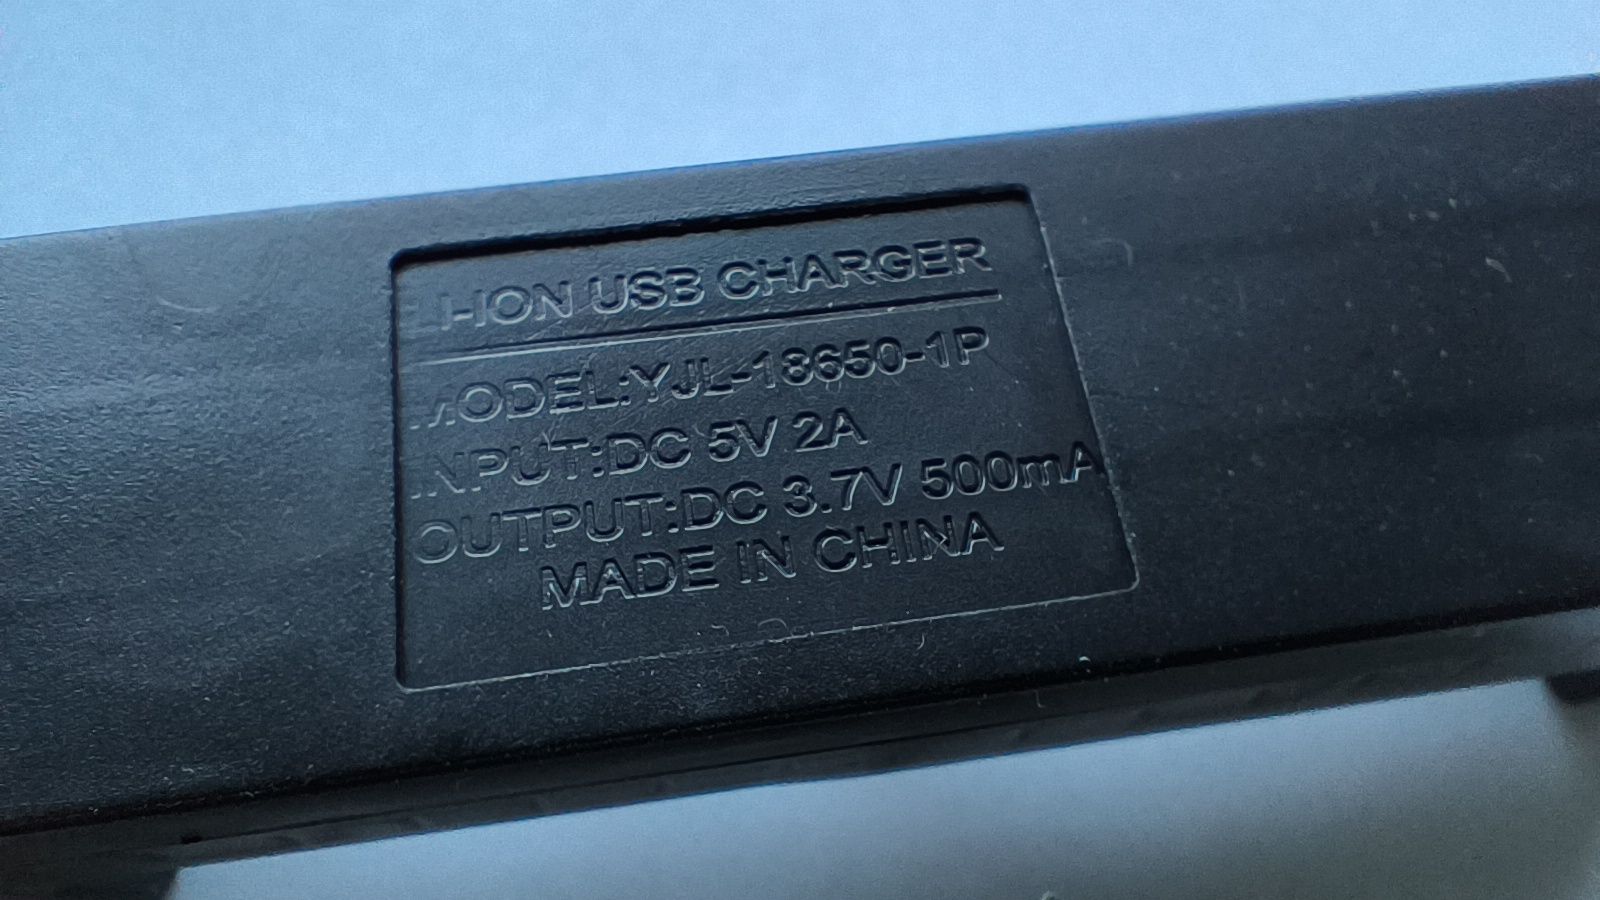 LI-ION USB CHARGER
MODEL:YJL-18650-1P
INPUT:DC 5V 2A
OUTPUT:DC 3.7V 500mA
MADE IN CHINA